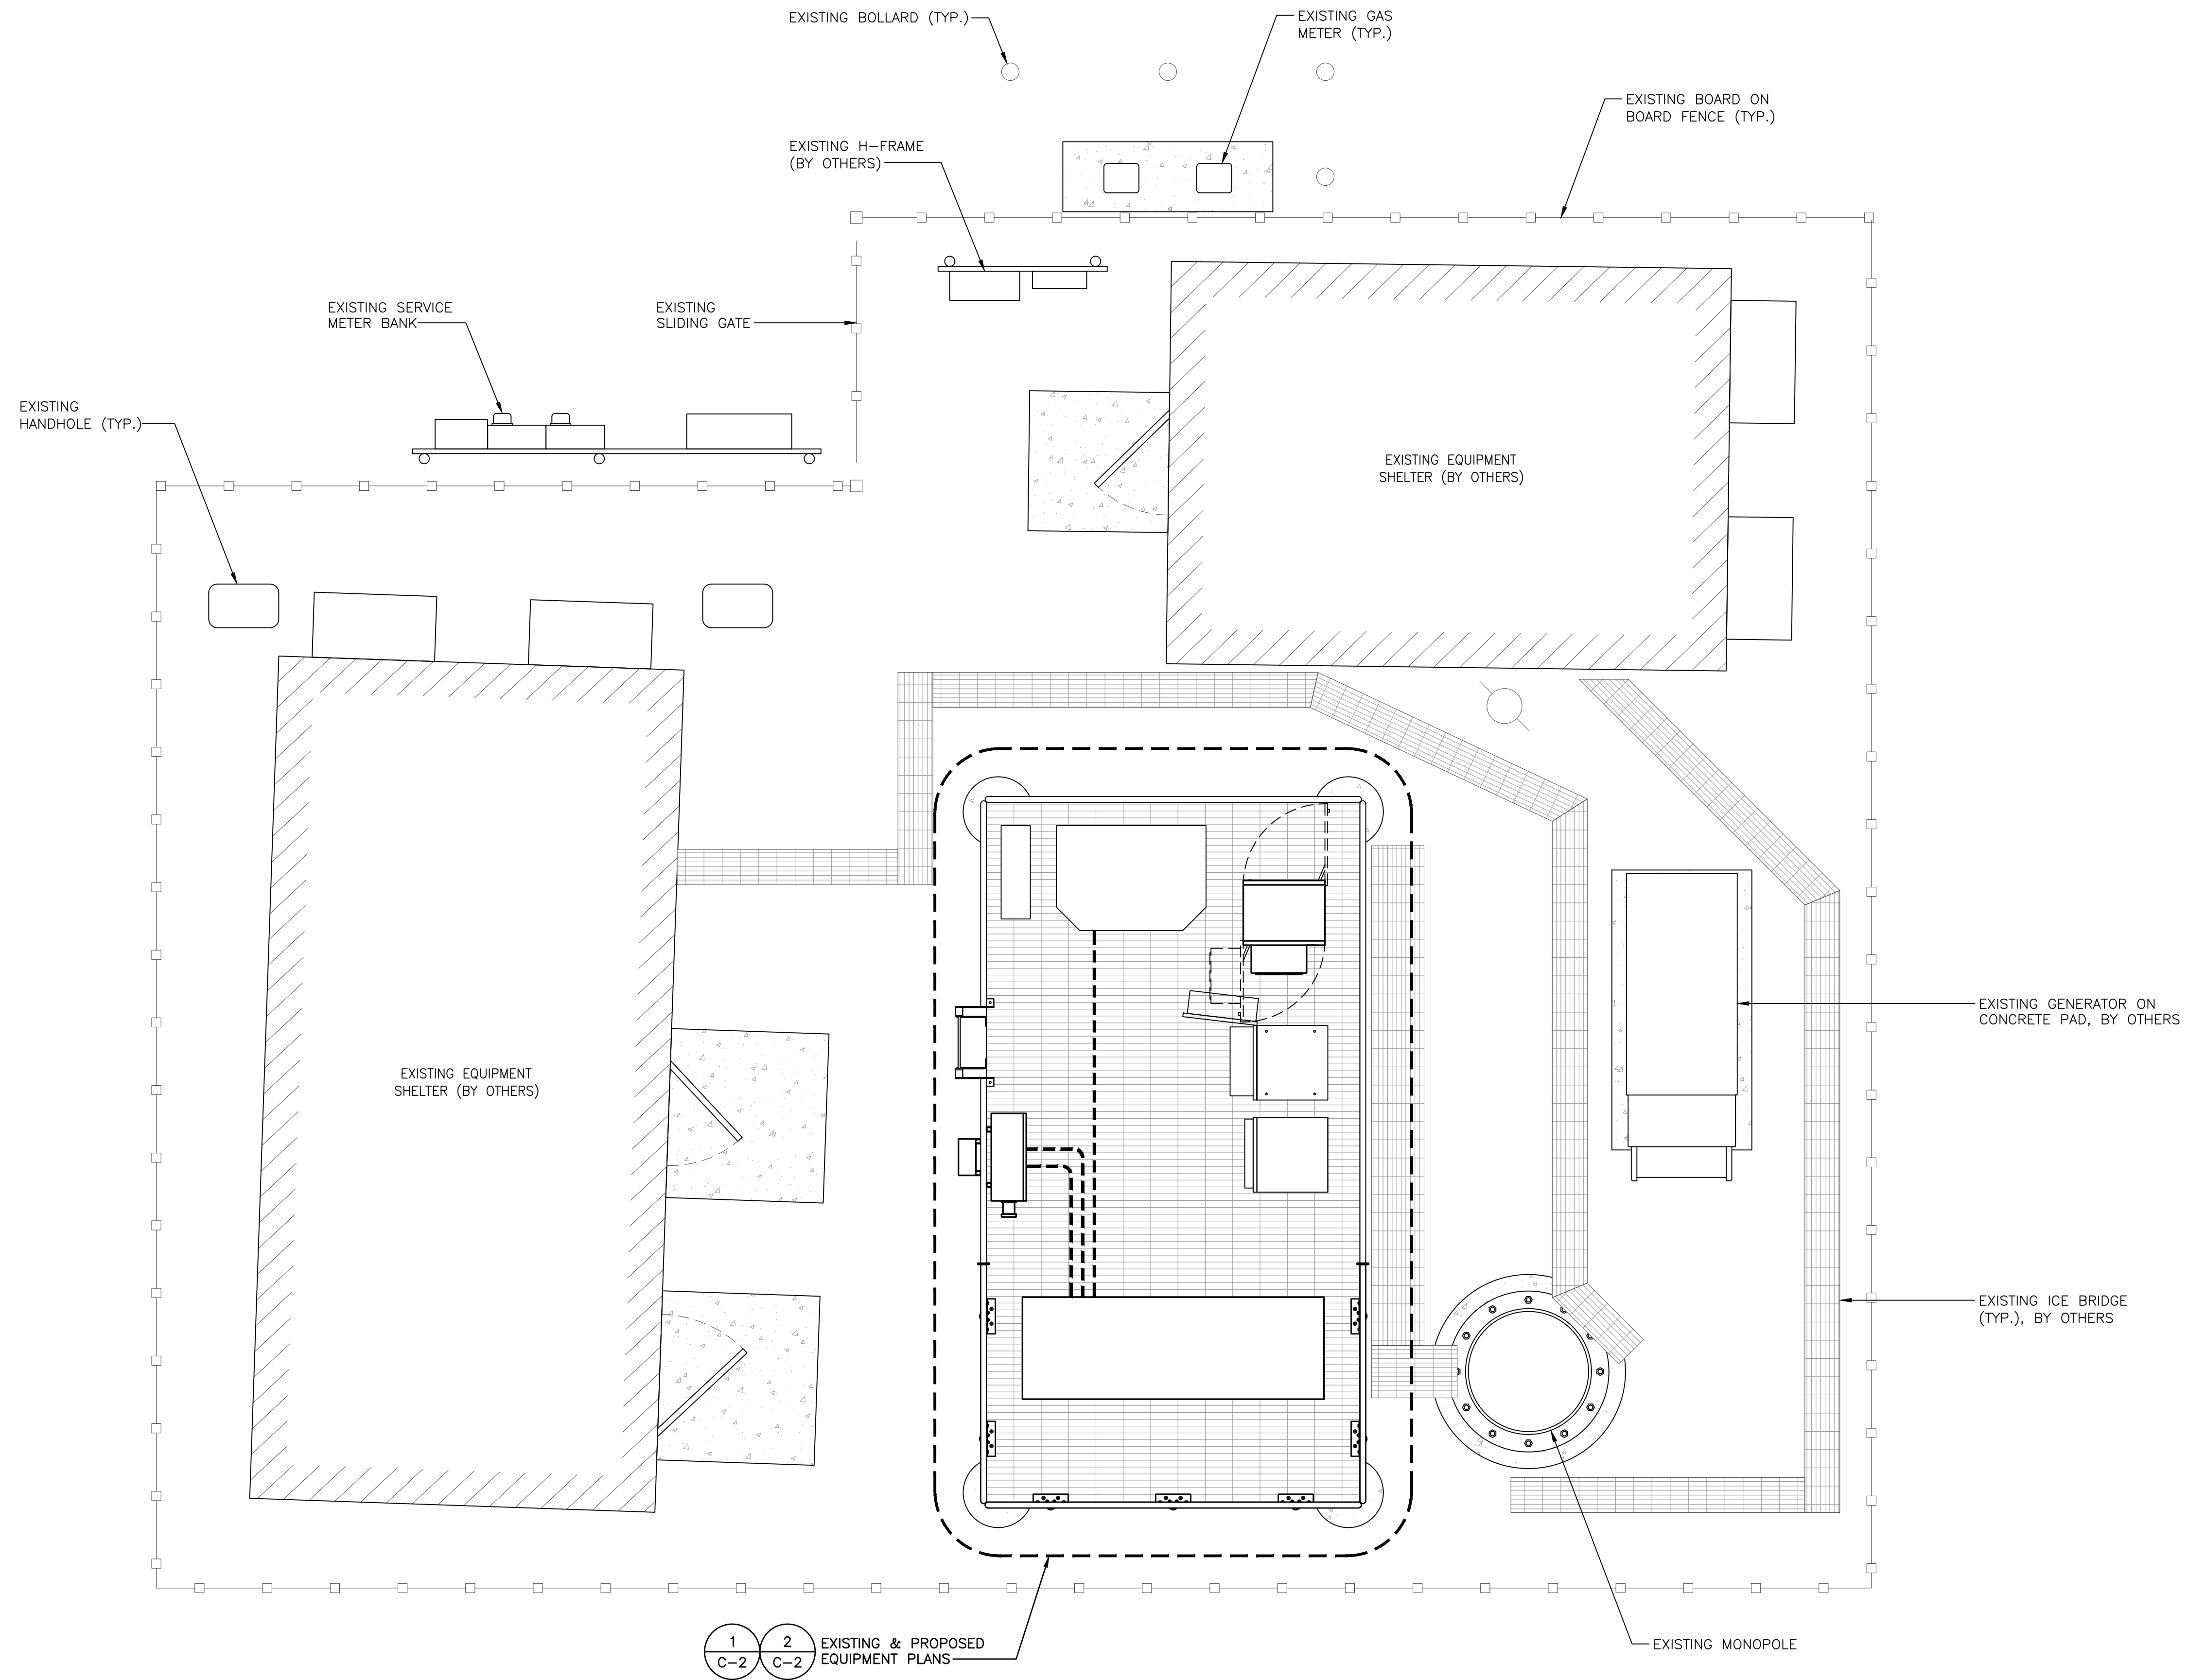 EXISTING BOLLARD (TYP.)
EXISTING GAS
METER (TYP.)
EXISTING BOARD ON
BOARD FENCE (TYP.)
EXISTING H-FRAME
(BY OTHERS)
EXISTING SERVICE
METER BANK
EXISTING
SLIDING GATE
EXISTING
HANDHOLE (TYP.)
EXISTING EQUIPMENT
SHELTER (BY OTHERS)
EXISTING GENERATOR ON
CONCRETE PAD, BY OTHERS
EXISTING EQUIPMENT
SHELTER (BY OTHERS)
EXISTING ICE BRIDGE
(TYP.), BY OTHERS
1
C-2
2
C-2
EXISTING & PROPOSED
EQUIPMENT PLANS
EXISTING MONOPOLE